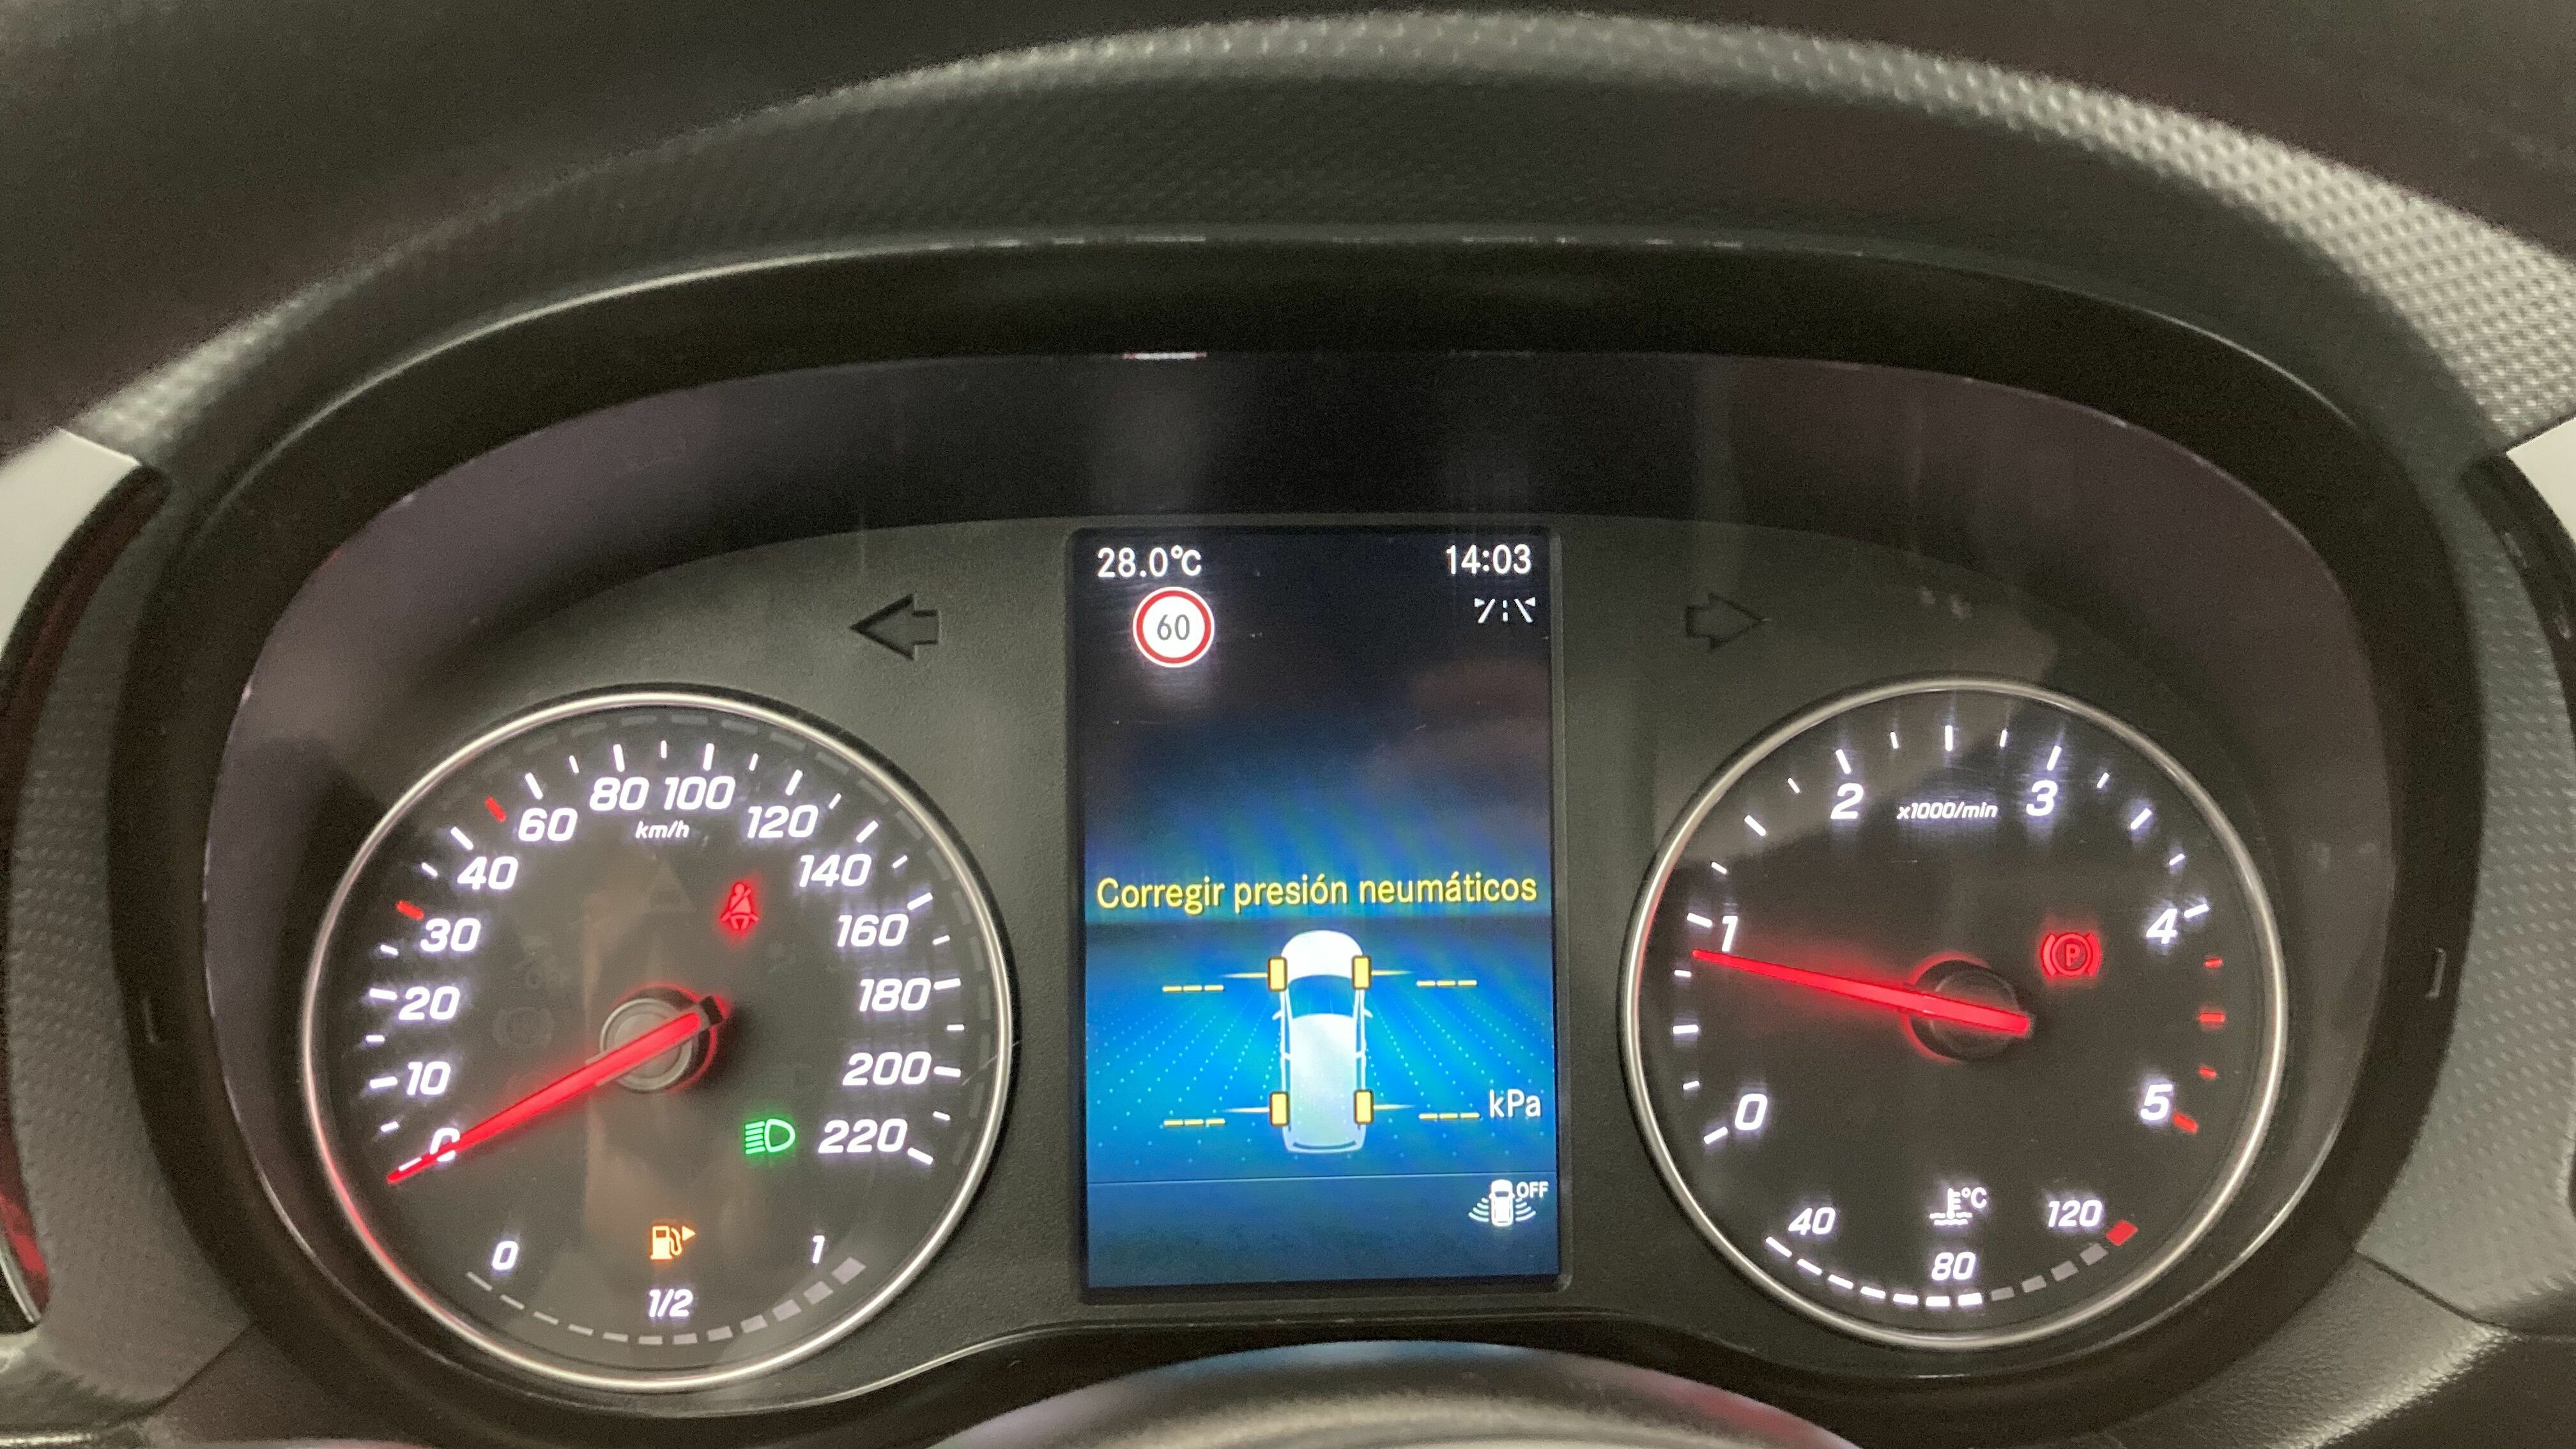 28.0°C 14:03
60
Corregir presión neumáticos
--- ---
--- --- kPa
OFF
0 10 20 30 40 60 80 100 120 140 160 180 200 220
km/h
0 1/2 1
0 1 2 3 4 5
x1000/min
P
°C
40 80 120